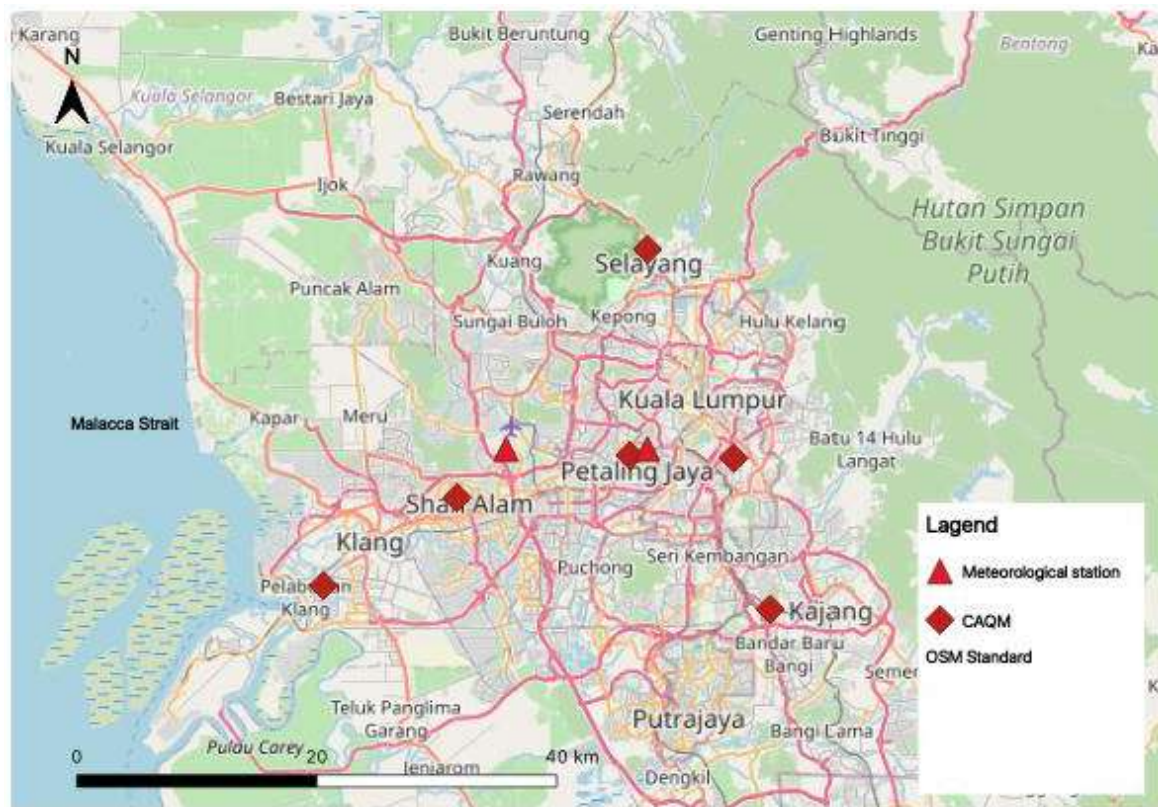 Karang
Bukit Beruntung
Genting Highlands
Bentong
Ka
N
Kuala Selangor
Bestari Jaya
Serendah
Kuala Selangor
Bukit Tinggi
Ijok
Rawang
Hutan Simpan
Bukit Sungai
Putih
Kuang
Selayang
Puncak Alam
Sungai Buloh
Kepong
Hulu Kelang
Kuala Lumpur
Malacca Strait
Kapar
Meru
Batu 14 Hulu
Langat
Petaling Jaya
Shah Alam
Klang
Lagend
Meteorological station
CAQM
OSM Standard
Puchong
Seri Kembangan
Pelabuhan
Klang
Kajang
Bandar Baru
Bangi
Seme
Teluk Panglima
Garang
Putrajaya
Bangi Lama
Pulau Carey
Jenjarom
Dengkil
0
20
40 km